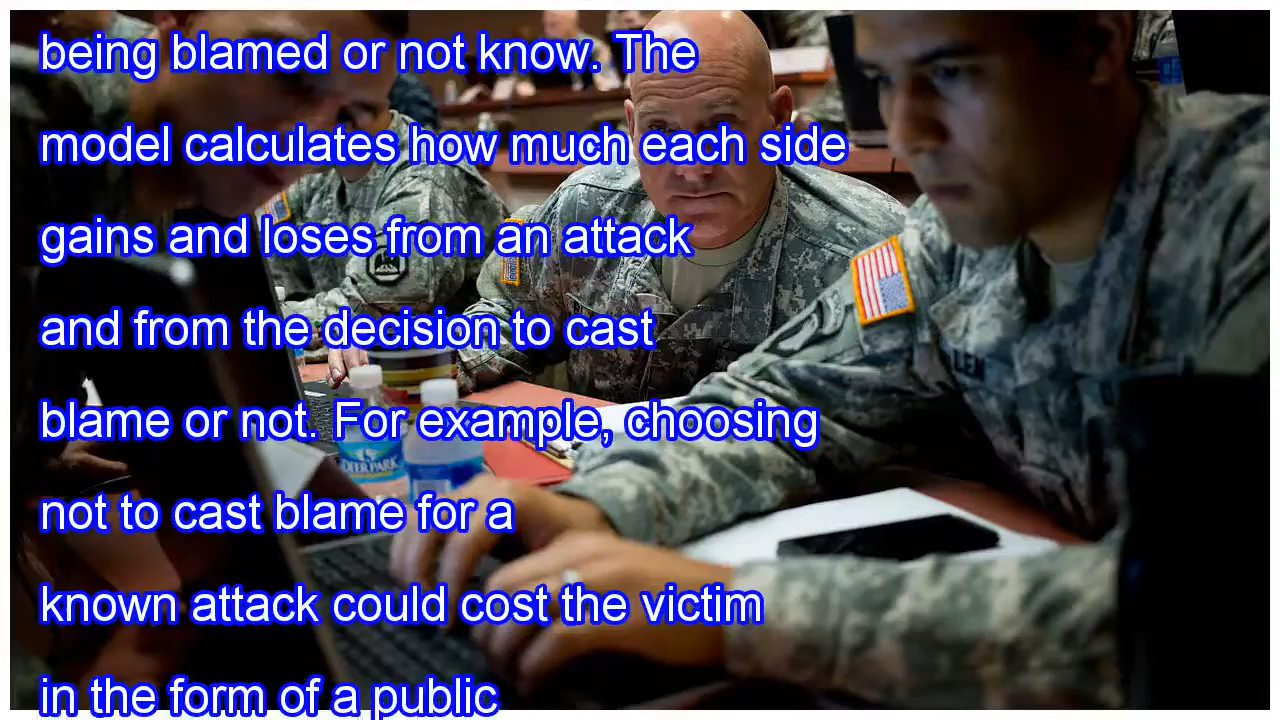 being blamed or not know. The
model calculates how much each side
gains and loses from an attack
and from the decision to cast
blame or not. For example, choosing
not to cast blame for a
known attack could cost the victim
in the form of a public
DEER PARK